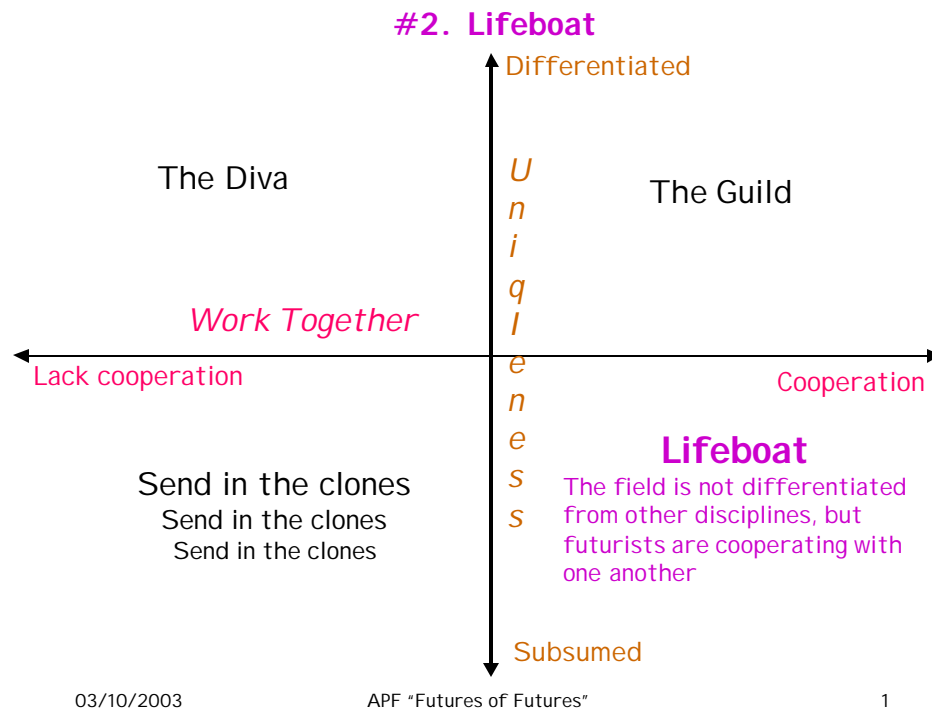 #2. Lifeboat
Differentiated
The Diva
The Guild
U
n
i
q
l
e
n
e
s
s
Work Together
Lack cooperation
Cooperation
Lifeboat
The field is not differentiated
from other disciplines, but
futurists are cooperating with
one another
Send in the clones
Send in the clones
Send in the clones
Subsumed
03/10/2003
APF “Futures of Futures”
1